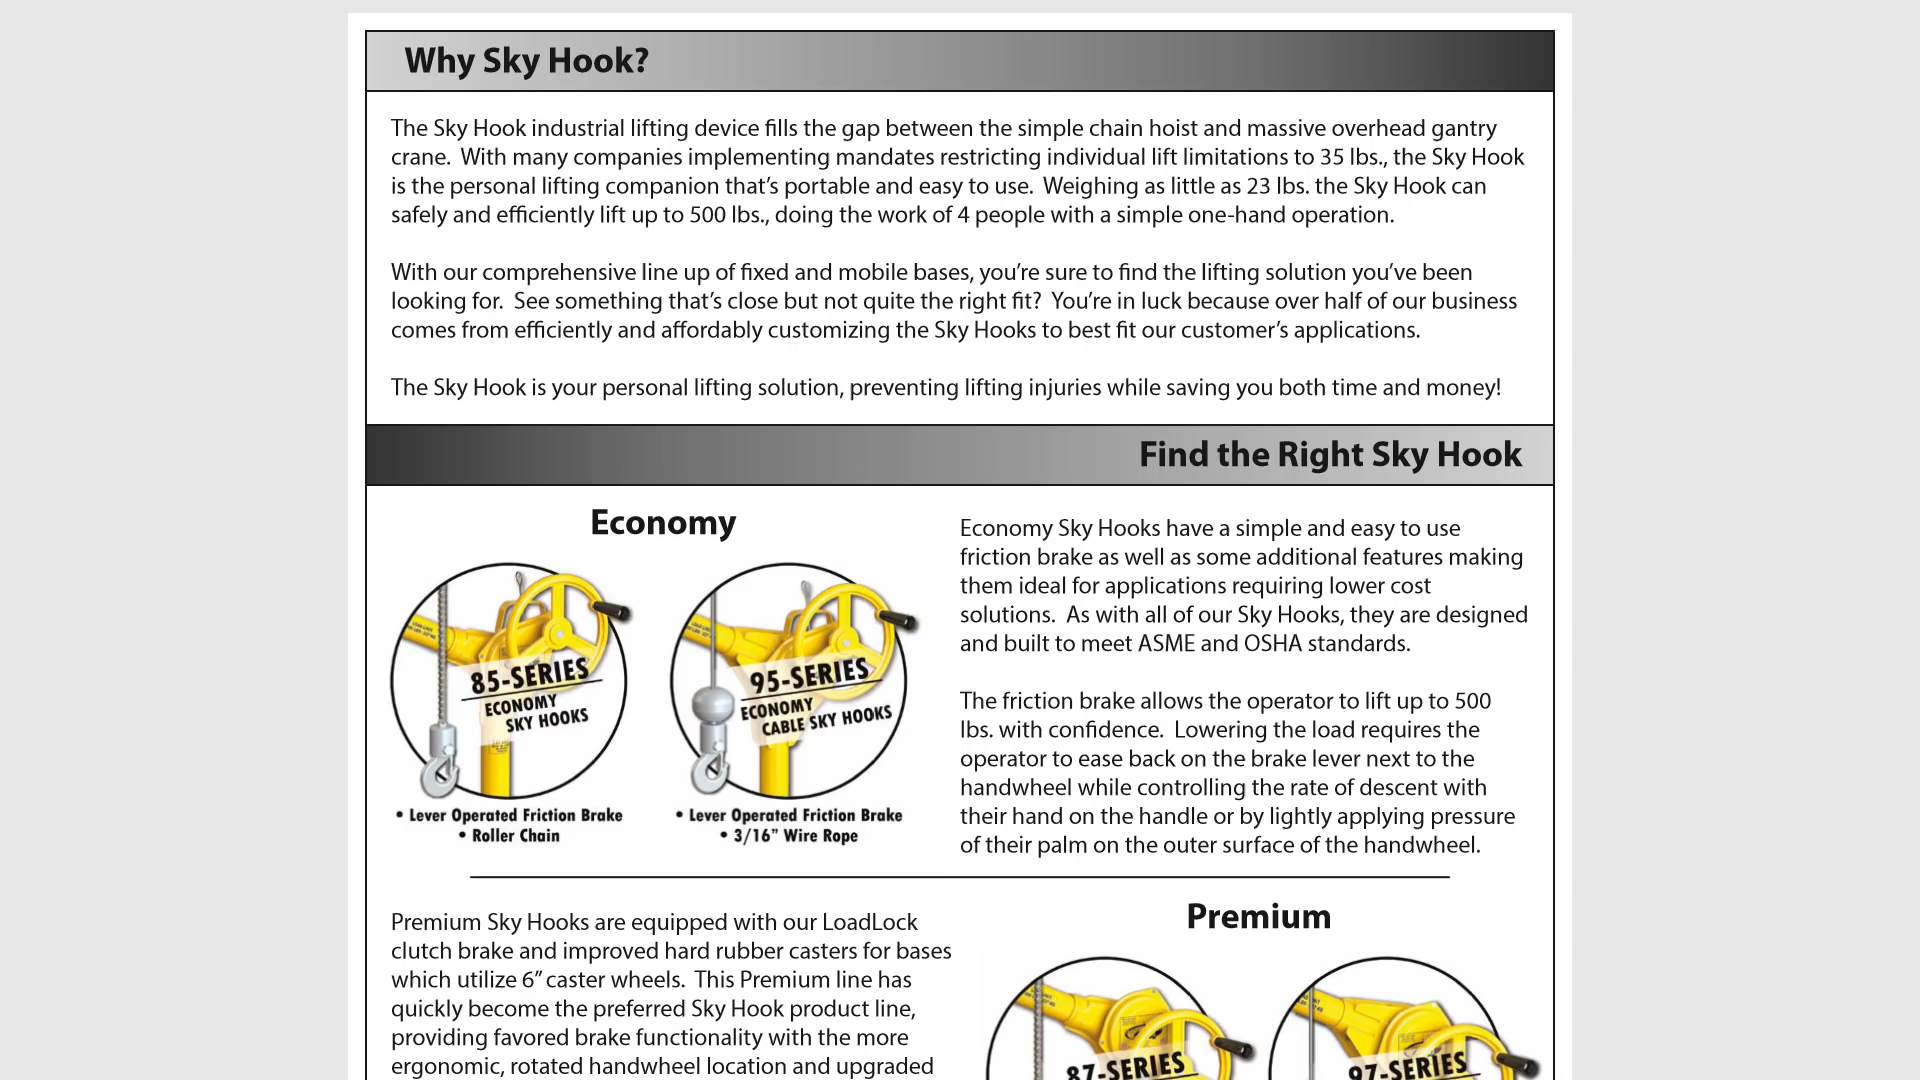 Why Sky Hook?
The Sky Hook industrial lifting device fills the gap between the simple chain hoist and massive overhead gantry
crane.  With many companies implementing mandates restricting individual lift limitations to 35 lbs., the Sky Hook
is the personal lifting companion that’s portable and easy to use.  Weighing as little as 23 lbs. the Sky Hook can
safely and efficiently lift up to 500 lbs., doing the work of 4 people with a simple one-hand operation.
With our comprehensive line up of fixed and mobile bases, you’re sure to find the lifting solution you’ve been
looking for.  See something that’s close but not quite the right fit?  You’re in luck because over half of our business
comes from efficiently and affordably customizing the Sky Hooks to best fit our customer’s applications.
The Sky Hook is your personal lifting solution, preventing lifting injuries while saving you both time and money!
Find the Right Sky Hook
Economy
85-SERIES
ECONOMY
SKY HOOKS
• Lever Operated Friction Brake
• Roller Chain
95-SERIES
ECONOMY
CABLE SKY HOOKS
• Lever Operated Friction Brake
• 3/16” Wire Rope
Economy Sky Hooks have a simple and easy to use
friction brake as well as some additional features making
them ideal for applications requiring lower cost
solutions.  As with all of our Sky Hooks, they are designed
and built to meet ASME and OSHA standards.
The friction brake allows the operator to lift up to 500
lbs. with confidence.  Lowering the load requires the
operator to ease back on the brake lever next to the
handwheel while controlling the rate of descent with
their hand on the handle or by lightly applying pressure
of their palm on the outer surface of the handwheel.
Premium Sky Hooks are equipped with our LoadLock
clutch brake and improved hard rubber casters for bases
which utilize 6” caster wheels.  This Premium line has
quickly become the preferred Sky Hook product line,
providing favored brake functionality with the more
ergonomic, rotated handwheel location and upgraded
Premium
87-SERIES
97-SERIES